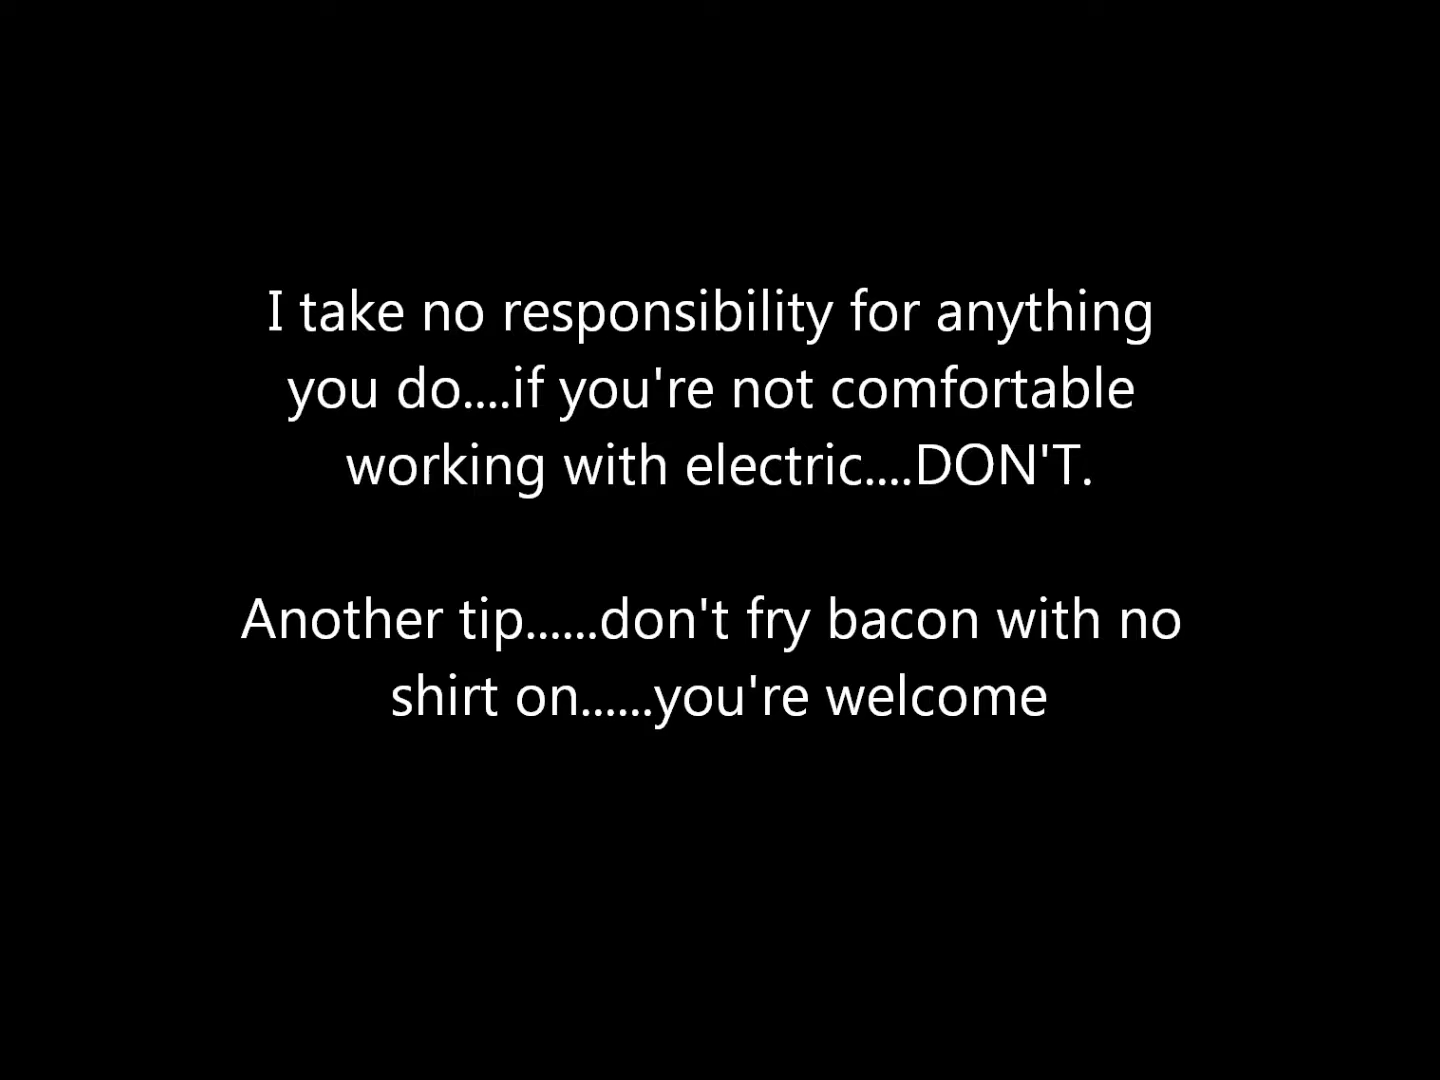 I take no responsibility for anything
you do....if you're not comfortable
working with electric....DON'T.
Another tip......don't fry bacon with no
shirt on......you're welcome